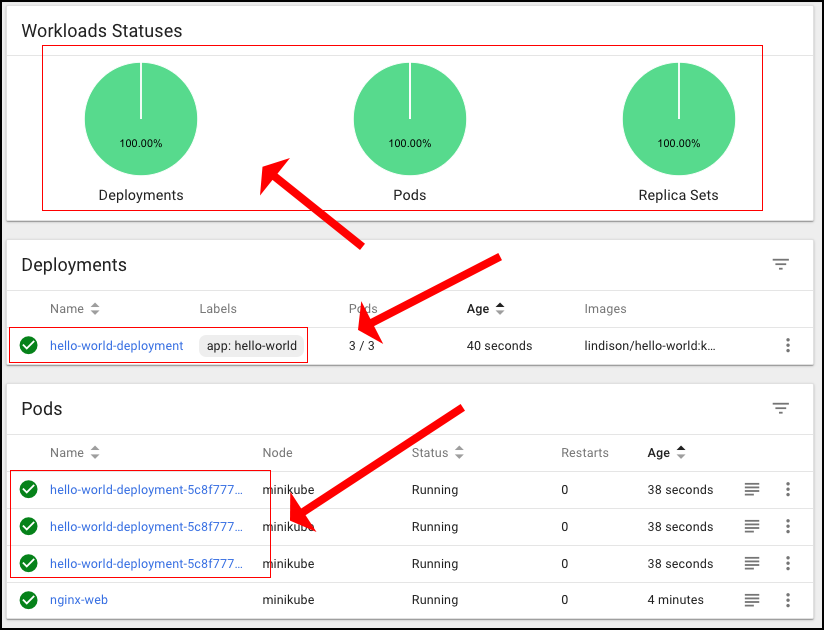 Workloads Statuses
100.00% 100.00% 100.00%
Deployments Pods Replica Sets
Deployments
Name Labels Pods Age Images
hello-world-deployment app: hello-world 3 / 3 40 seconds lindison/hello-world:k...
Pods
Name Node Status Restarts Age
hello-world-deployment-5c8f777... minikube Running 0 38 seconds
hello-world-deployment-5c8f777... minikube Running 0 38 seconds
hello-world-deployment-5c8f777... minikube Running 0 38 seconds
nginx-web minikube Running 0 4 minutes